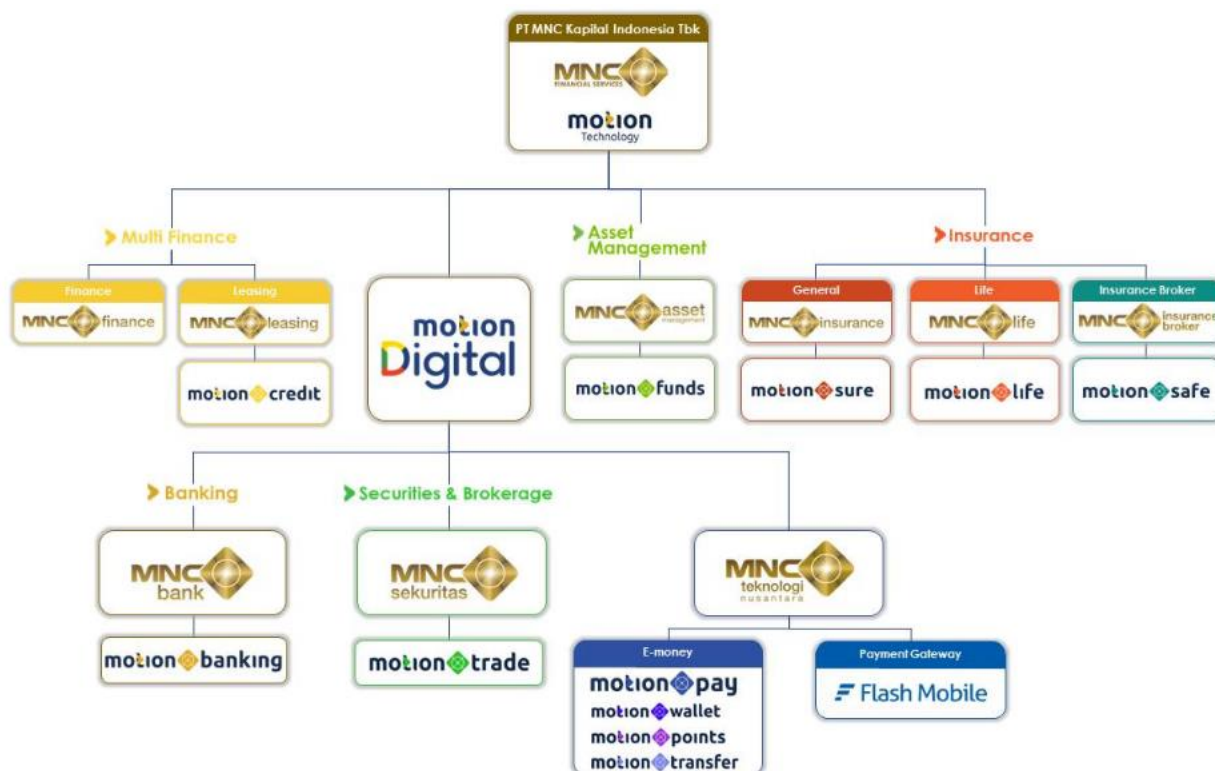 PT MNC Kapital Indonesia Tbk
MNC
FINANCIAL SERVICES
motion
Technology
Multi Finance
Asset
Management
Insurance
Finance
MNC finance
Leasing
MNC leasing
motion credit
motion
Digital
MNC asset
management
motion funds
General
MNC insurance
motion sure
Life
MNC life
motion life
Insurance Broker
MNC insurance
broker
motion safe
Banking
Securities & Brokerage
MNC
bank
motion banking
MNC
sekuritas
motion trade
MNC
teknologi
nusantara
E-money
motion pay
motion wallet
motion points
motion transfer
Payment Gateway
Flash Mobile